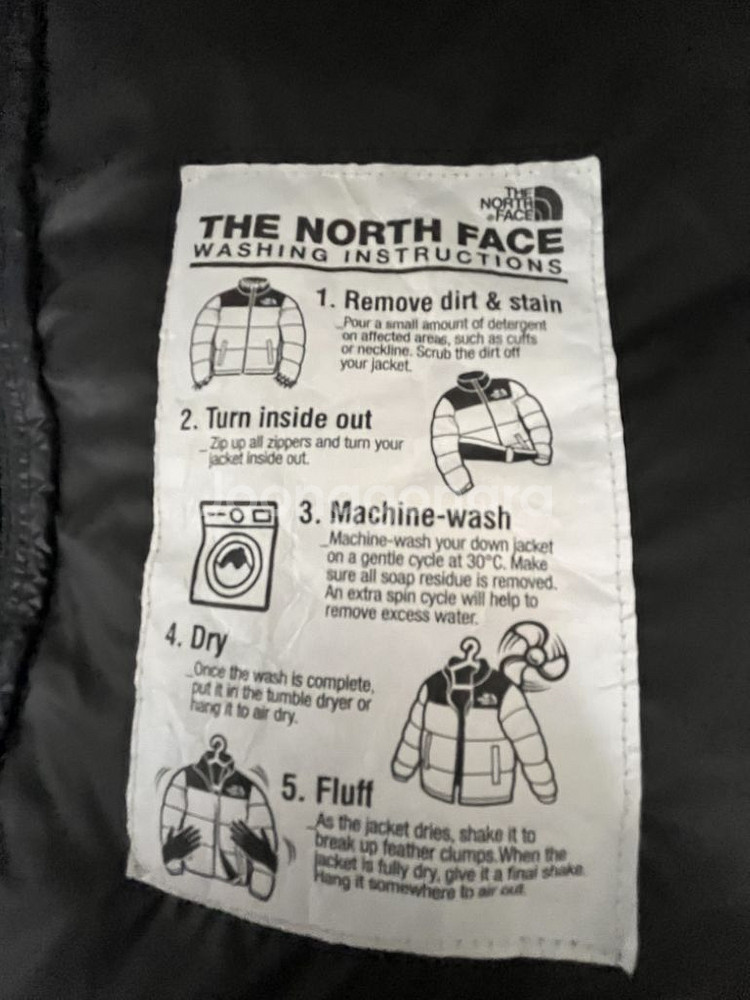 THE
NORTH
FACE
THE NORTH FACE
WASHING INSTRUCTIONS
1. Remove dirt & stain
_Pour a small amount of detergent
on affected areas, such as cuffs
or neckline. Scrub the dirt off
your jacket.
2. Turn inside out
_Zip up all zippers and turn your
jacket inside out.
3. Machine-wash
_Machine-wash your down jacket
on a gentle cycle at 30°C. Make
sure all soap residue is removed.
An extra spin cycle will help to
remove excess water.
4. Dry
_Once the wash is complete,
put it in the tumble dryer or
hang it to air dry.
5. Fluff
_As the jacket dries, shake it to
break up feather clumps.When the
jacket is fully dry, give it a final shake.
Hang it somewhere to air out.